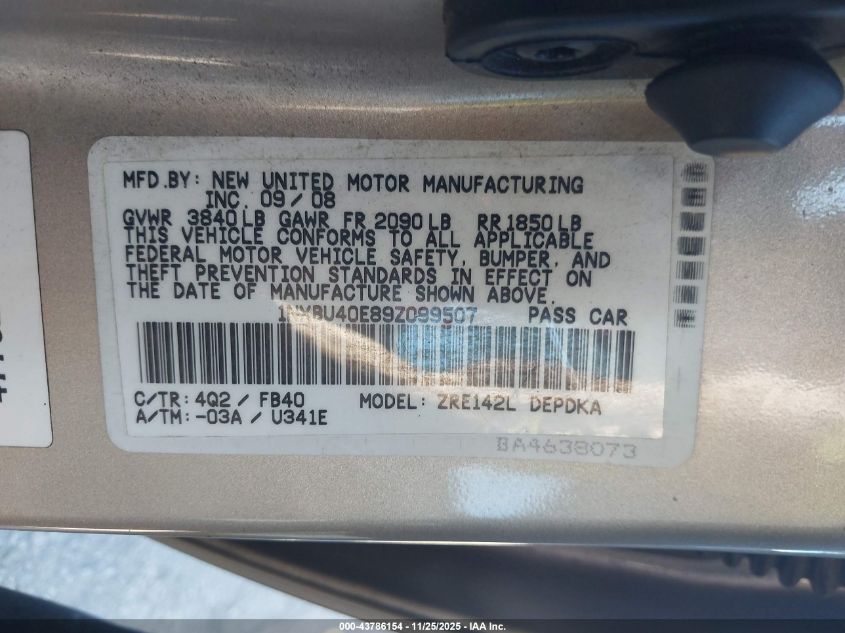 MFD.BY: NEW UNITED MOTOR MANUFACTURING
INC. 09/08
GVWR 3840LB GAWR FR 2090LB RR 1850LB
THIS VEHICLE CONFORMS TO ALL APPLICABLE
FEDERAL MOTOR VEHICLE SAFETY, BUMPER, AND
THEFT PREVENTION STANDARDS IN EFFECT ON
THE DATE OF MANUFACTURE SHOWN ABOVE.
1NXBU40E89Z099507 PASS CAR
C/TR: 4Q2 / FB40 MODEL: ZRE142L DEPDKA
A/TM: -03A / U341E
BA4638073
000-43786154 - 11/25/2025 - IAA Inc.